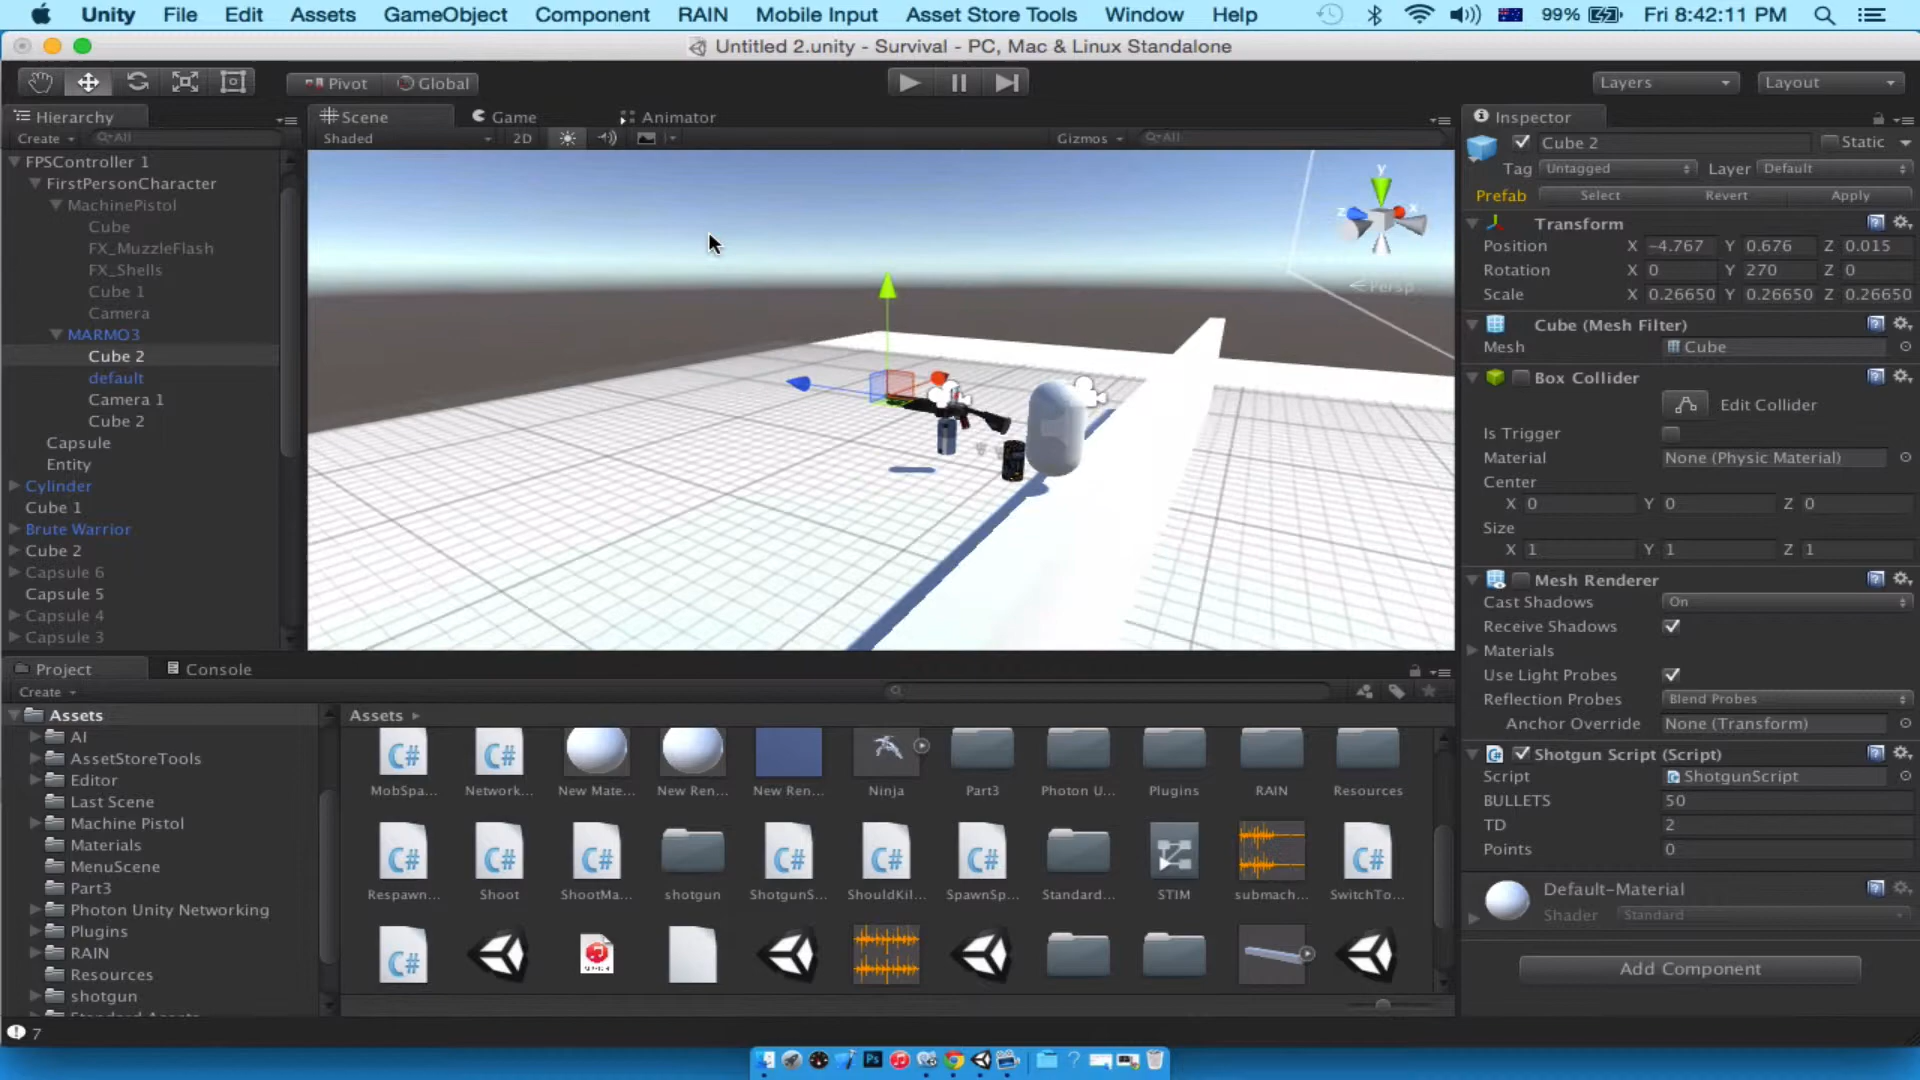 Unity File Edit Assets GameObject Component RAIN Mobile Input Asset Store Tools Window Help 99% Fri 8:42:11 PM
Untitled 2.unity - Survival - PC, Mac & Linux Standalone
Pivot Global Layers Layout
Hierarchy Scene Game Animator Inspector
Create All Shaded 2D Gizmos All Cube 2 Static
Tag Untagged Layer Default
Prefab Select Revert Apply
FPSController 1
FirstPersonCharacter
MachinePistol
Cube
FX_MuzzleFlash
FX_Shells
Cube 1
Camera
MARMO3
Cube 2
default
Camera 1
Cube 2
Capsule
Entity
Cylinder
Cube 1
Brute Warrior
Cube 2
Capsule 6
Capsule 5
Capsule 4
Capsule 3
y
x
z
Persp
Transform
Position X -4.767 Y 0.676 Z 0.015
Rotation X 0 Y 270 Z 0
Scale X 0.26650 Y 0.26650 Z 0.26650
Cube (Mesh Filter)
Mesh Cube
Box Collider
Edit Collider
Is Trigger
Material None (Physic Material)
Center
X 0 Y 0 Z 0
Size
X 1 Y 1 Z 1
Mesh Renderer
Cast Shadows On
Receive Shadows
Materials
Use Light Probes
Reflection Probes Blend Probes
Anchor Override None (Transform)
Shotgun Script (Script)
Script ShotgunScript
BULLETS 50
TD 2
Points 0
Default-Material
Shader Standard
Add Component
Project Console
Create
Assets
AI
AssetStoreTools
Editor
Last Scene
Machine Pistol
Materials
MenuScene
Part3
Photon Unity Networking
Plugins
RAIN
Resources
shotgun
Standard Assets
Assets
C# C#
MobSpa... Network... New Mate... New Ren... New Ren... Ninja Part3 Photon U... Plugins RAIN Resources
C# C# C# C# C# C# C#
Respawn... Shoot ShootMa... shotgun ShotgunS... ShouldKil... SpawnSp... Standard... STIM submach... SwitchTo...
C#
7
Ps